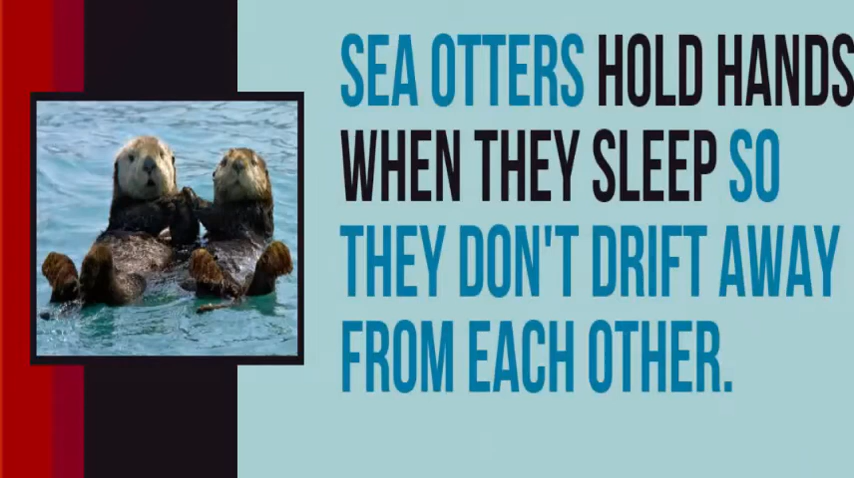 SEA OTTERS HOLD HANDS
WHEN THEY SLEEP SO
THEY DON'T DRIFT AWAY
FROM EACH OTHER.